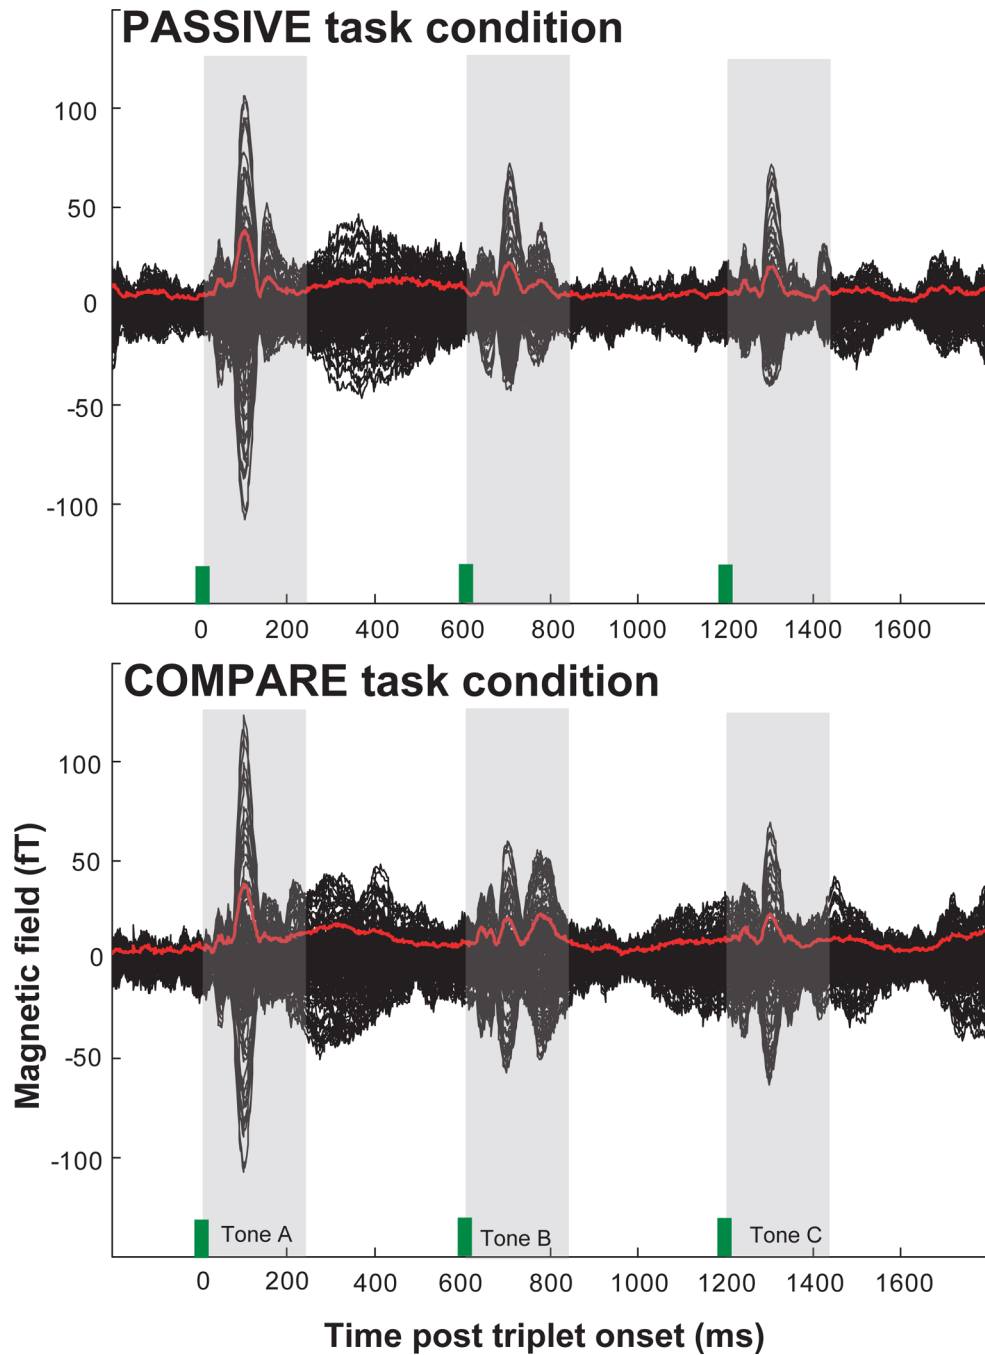 PASSIVE task condition
100
50
0
-50
-100
0 200 400 600 800 1000 1200 1400 1600
COMPARE task condition
100
50
0
-50
-100
Magnetic field (fT)
Tone A Tone B Tone C
0 200 400 600 800 1000 1200 1400 1600
Time post triplet onset (ms)